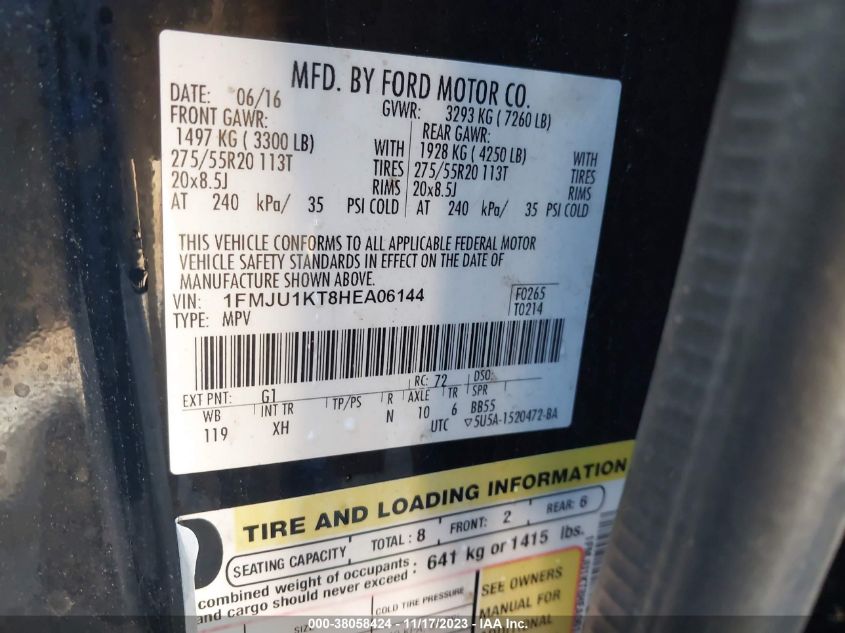 MFD. BY FORD MOTOR CO.
DATE: 06/16 GVWR: 3293 KG ( 7260 LB)
FRONT GAWR: REAR GAWR:
1497 KG ( 3300 LB) WITH 1928 KG ( 4250 LB) WITH
275/55R20 113T TIRES 275/55R20 113T TIRES
20x8.5J RIMS 20x8.5J RIMS
AT 240 kPa/ 35 PSI COLD AT 240 kPa/ 35 PSI COLD
THIS VEHICLE CONFORMS TO ALL APPLICABLE FEDERAL MOTOR
VEHICLE SAFETY STANDARDS IN EFFECT ON THE DATE OF
MANUFACTURE SHOWN ABOVE.
VIN: 1FMJU1KT8HEA06144 F0265
TYPE: MPV T0214
EXT PNT: G1 RC: 72 DSO:
WB INT TR TP/PS R AXLE TR SPR
119 XH N 10 6 BB55
UTC ▽5U5A-1520472-BA
TIRE AND LOADING INFORMATION
SEATING CAPACITY TOTAL: 8 FRONT: 2 REAR: 6
combined weight of occupants
and cargo should never exceed: 641 kg or 1415 lbs.
SIZE COLD TIRE PRESSURE SEE OWNERS
MANUAL FOR
ADDITIONAL
000-38058424 - 11/17/2023 - IAA Inc.